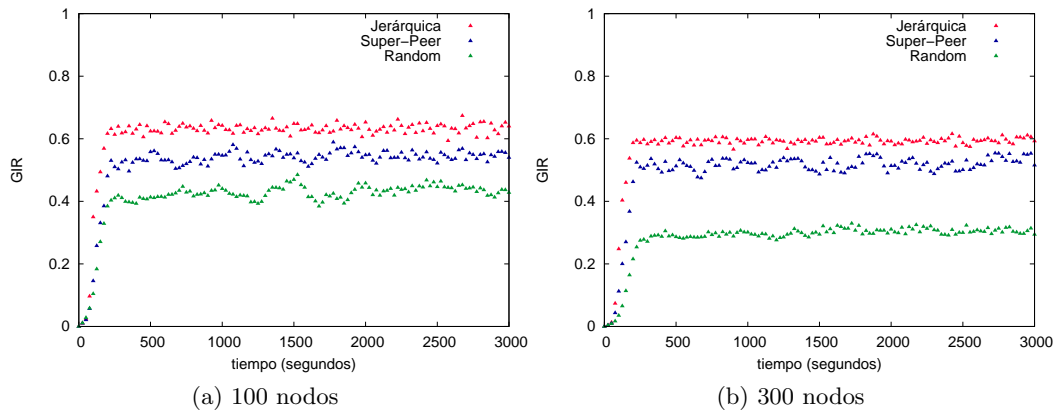 1
0.8
0.6
0.4
0.2
0
0 500 1000 1500 2000 2500 3000
GIR
tiempo (segundos)
Jerárquica
Super-Peer
Random
(a) 100 nodos
1
0.8
0.6
0.4
0.2
0
0 500 1000 1500 2000 2500 3000
GIR
tiempo (segundos)
Jerárquica
Super-Peer
Random
(b) 300 nodos